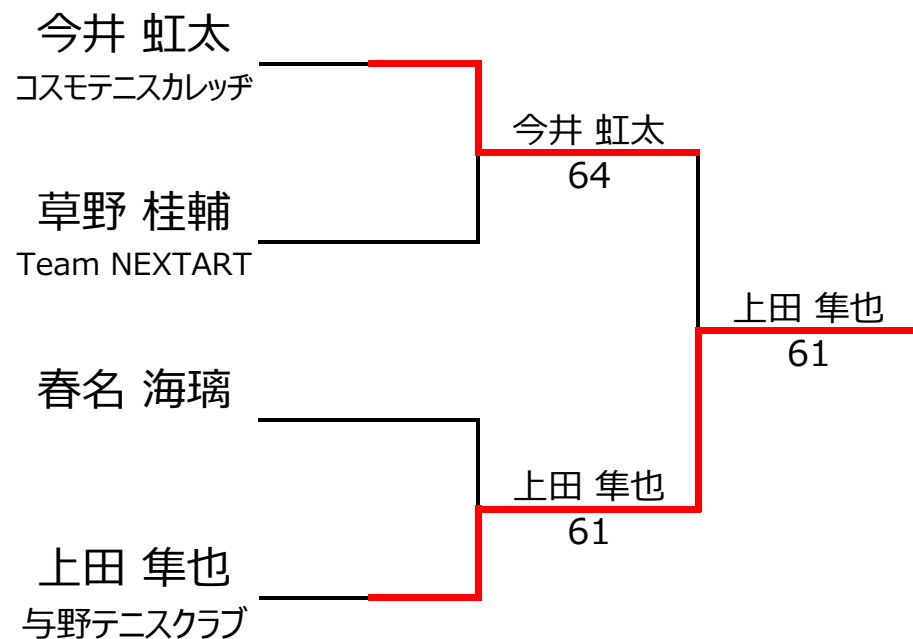 今井 虹太
コスモテニスカレッヂ
今井 虹太
64
草野 桂輔
Team NEXTART
上田 隼也
61
春名 海璃
上田 隼也
61
上田 隼也
与野テニスクラブ